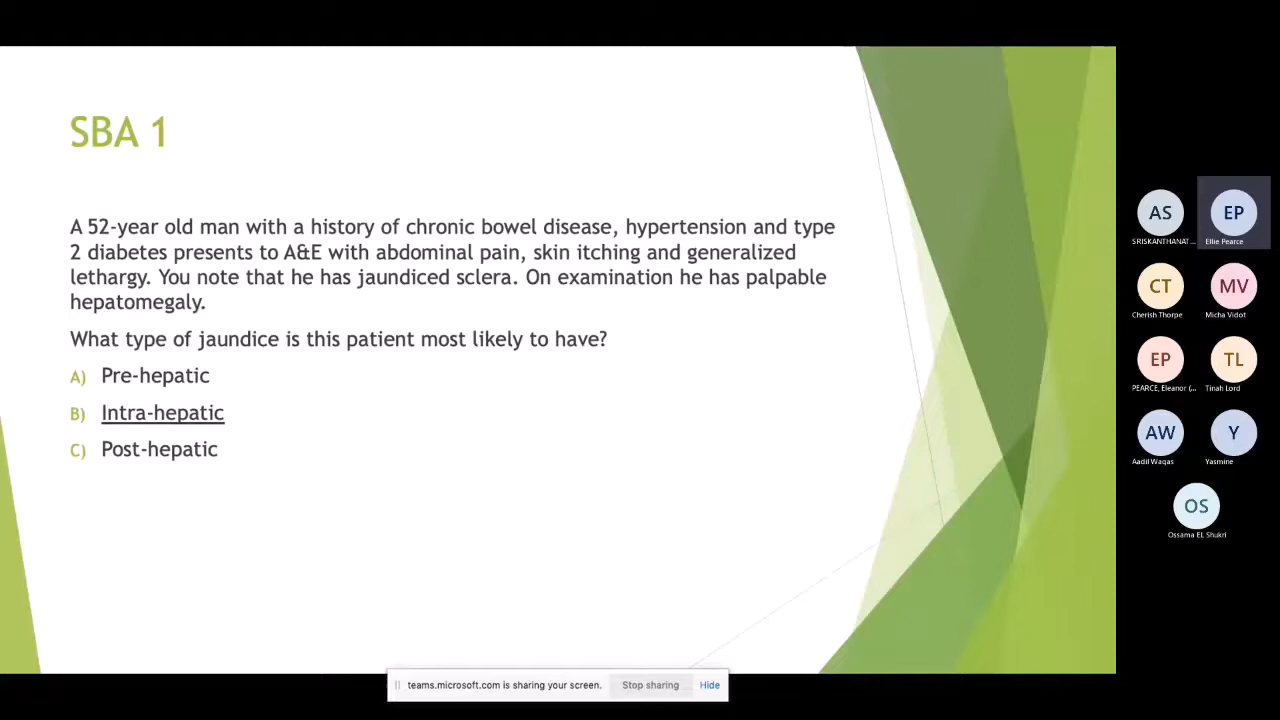 SBA 1
A 52-year old man with a history of chronic bowel disease, hypertension and type
2 diabetes presents to A&E with abdominal pain, skin itching and generalized
lethargy. You note that he has jaundiced sclera. On examination he has palpable
hepatomegaly.
What type of jaundice is this patient most likely to have?
A) Pre-hepatic
B) Intra-hepatic
C) Post-hepatic
AS
SRISKANTHANAT...
EP
Ellie Pearce
CT
Cherish Thorpe
MV
Micha Vidot
EP
PEARCE, Eleanor (...
TL
Tinah Lord
AW
Aadil Waqas
Y
Yasmine
OS
Ossama EL Shukri
teams.microsoft.com is sharing your screen. Stop sharing Hide